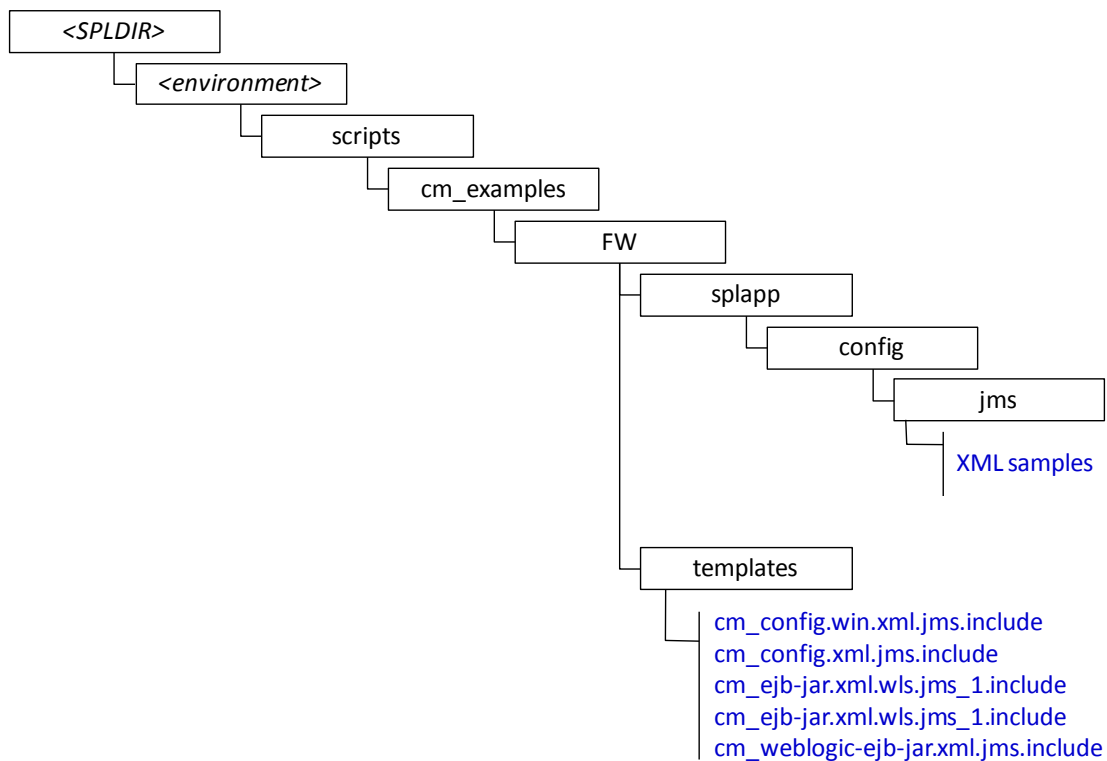 <SPLDIR>
<environment>
scripts
cm_examples
FW
splapp
config
jms
XML samples
templates
cm_config.win.xml.jms.include
cm_config.xml.jms.include
cm_ejb-jar.xml.wls.jms_1.include
cm_ejb-jar.xml.wls.jms_1.include
cm_weblogic-ejb-jar.xml.jms.include